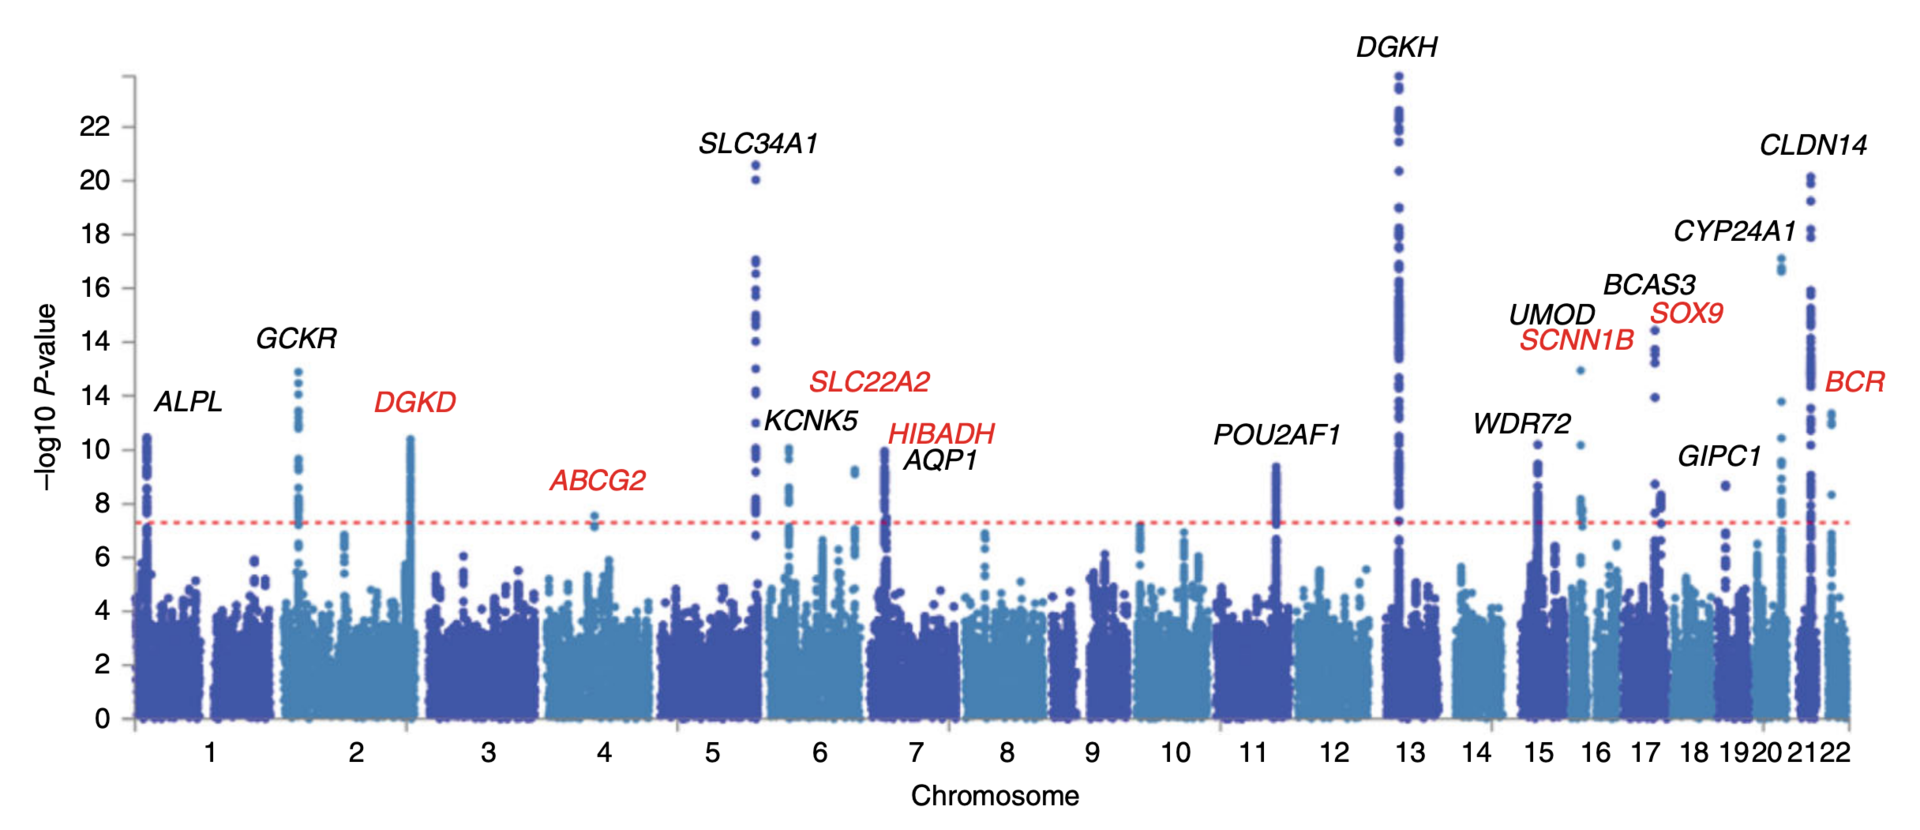 DGKH
22
SLC34A1
CLDN14
20
18
CYP24A1
16
BCAS3
UMOD
SOX9
GCKR
14
SCNN1B
SLC22A2
BCR
14
ALPL
DGKD
KCNK5
WDR72
10
HIBADH
POU2AF1
AQP1
GIPC1
ABCG2
8
6
4
2
0
–log10 P-value
1 2 3 4 5 6 7 8 9 10 11 12 13 14 15 16 17 18 19 20 21 22
Chromosome